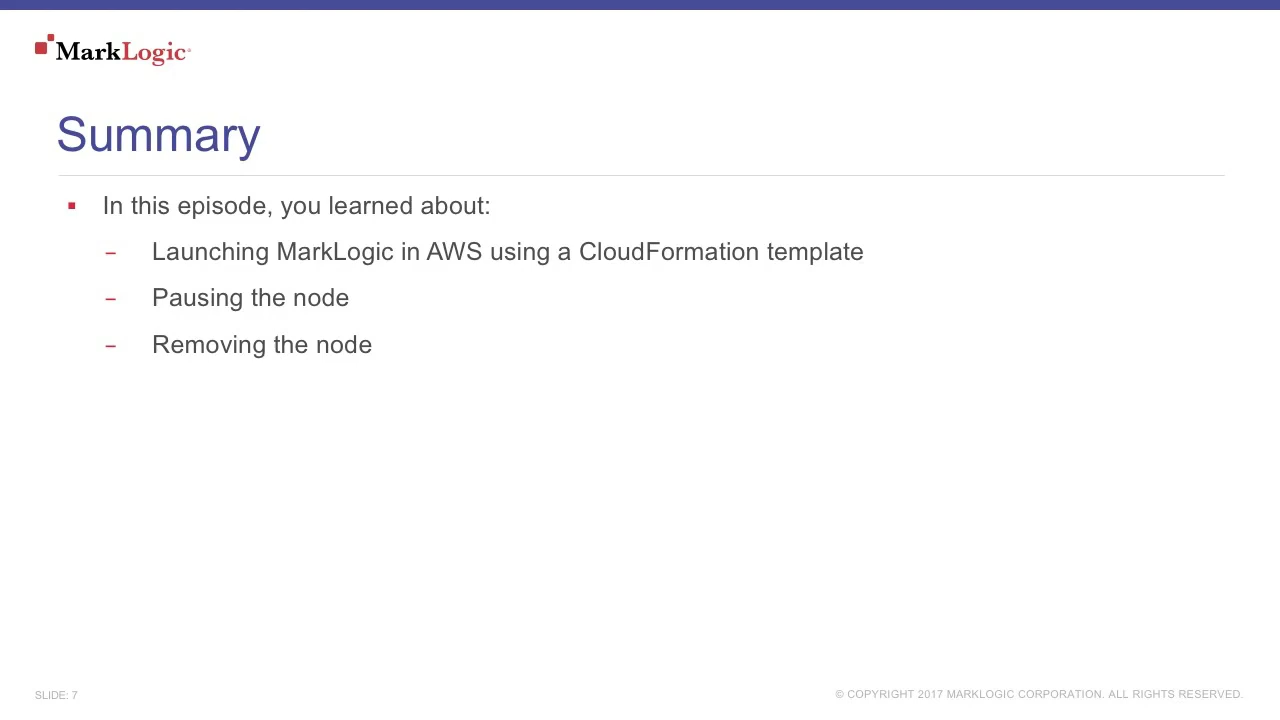 MarkLogic
Summary
▪ In this episode, you learned about:
– Launching MarkLogic in AWS using a CloudFormation template
– Pausing the node
– Removing the node
SLIDE: 7
© COPYRIGHT 2017 MARKLOGIC CORPORATION. ALL RIGHTS RESERVED.